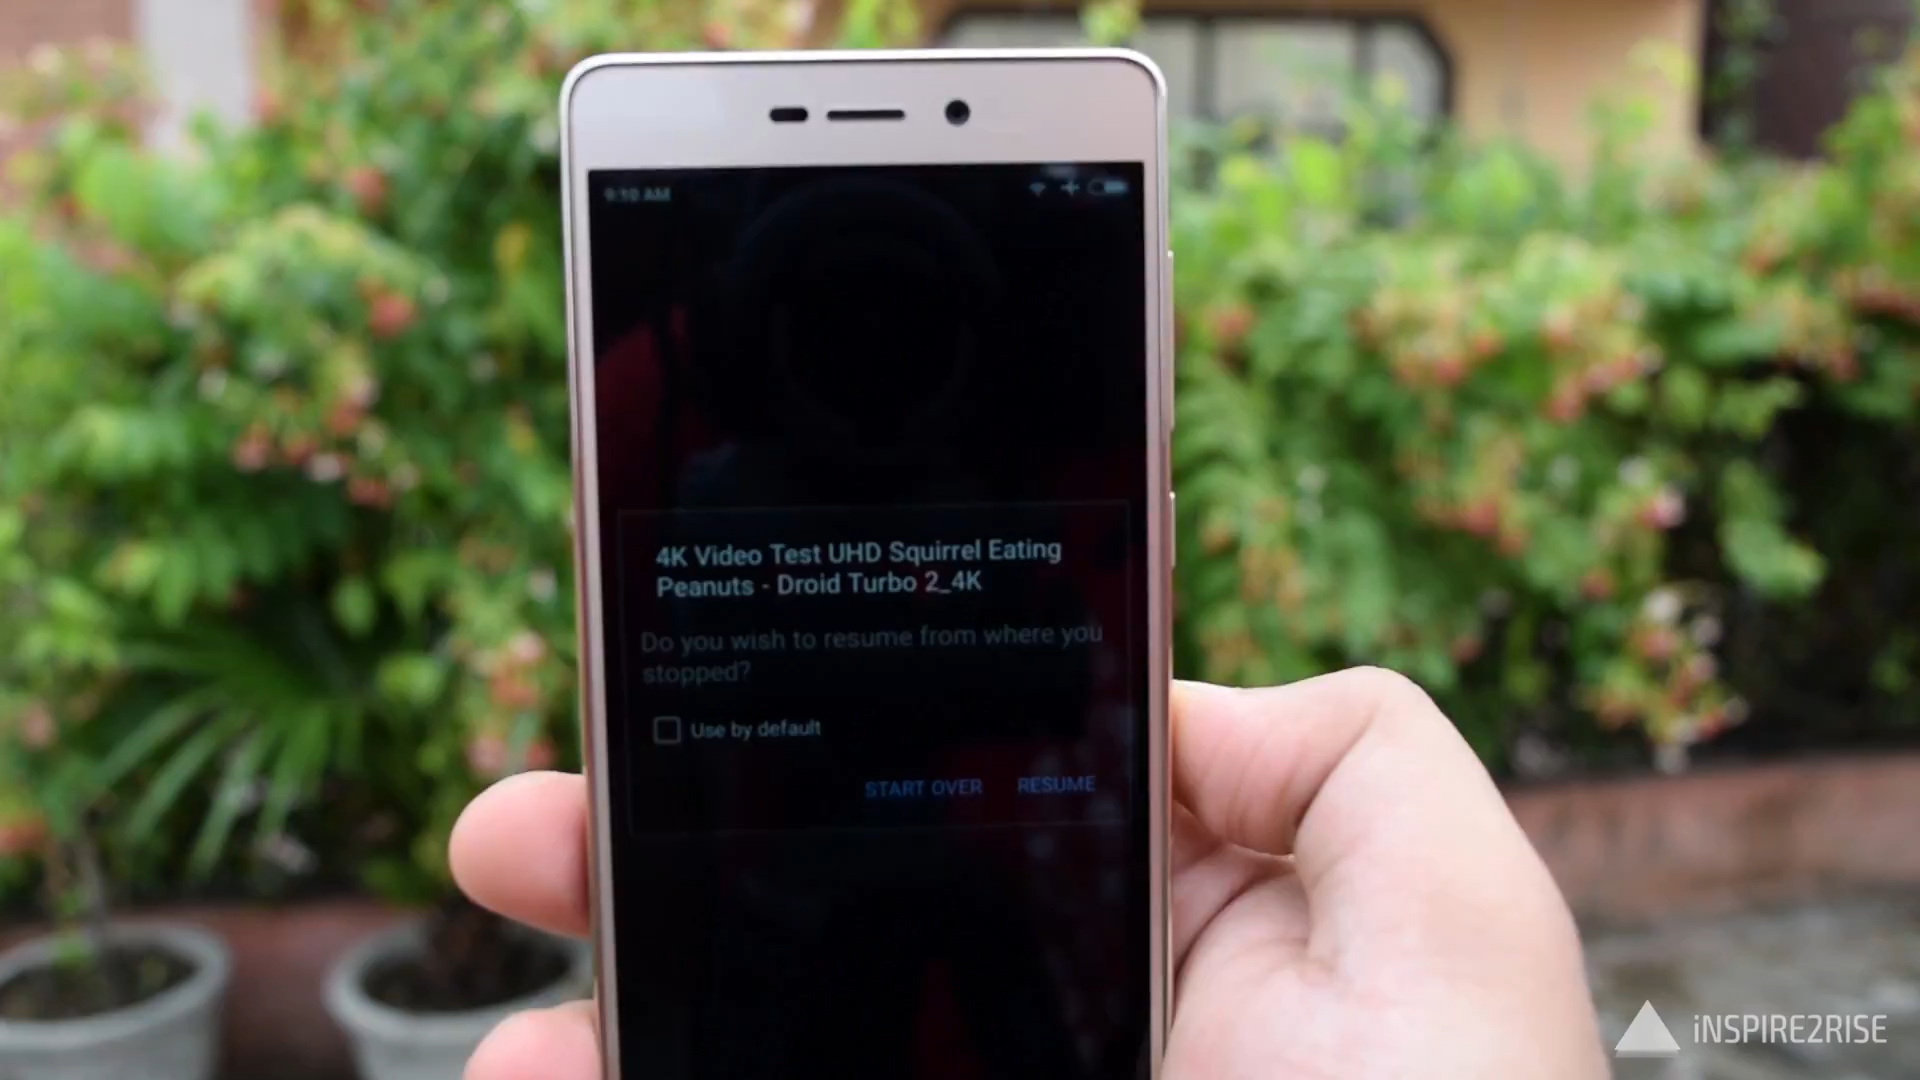 9:10 AM
4K Video Test UHD Squirrel Eating
Peanuts - Droid Turbo 2_4K
Do you wish to resume from where you
stopped?
Use by default
START OVER RESUME
iNSPIRE2RISE